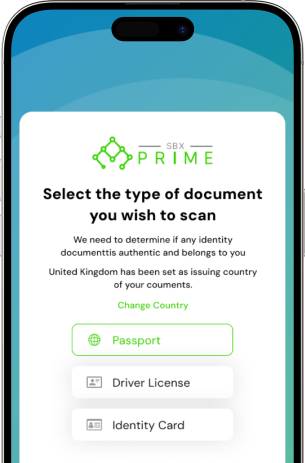 SBX
PRIME
Select the type of document
you wish to scan
We need to determine if any identity
documenttis authentic and belongs to you
United Kingdom has been set as issuing country
of your couments.
Change Country
Passport
Driver License
Identity Card